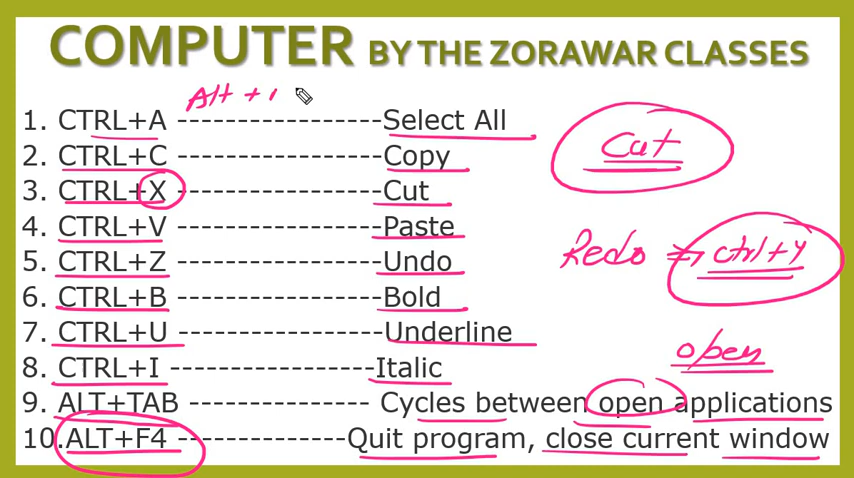 COMPUTER BY THE ZORAWAR CLASSES
Alt +
1. CTRL+A ------------------Select All
2. CTRL+C ------------------Copy
3. CTRL+X ------------------Cut
4. CTRL+V ------------------Paste
5. CTRL+Z ------------------Undo
6. CTRL+B ------------------Bold
7. CTRL+U ------------------Underline
8. CTRL+I ------------------Italic
9. ALT+TAB ---------------- Cycles between open applications
10.ALT+F4 ---------------Quit program, close current window
Cut
Redo ⇒ ctrl+y
open